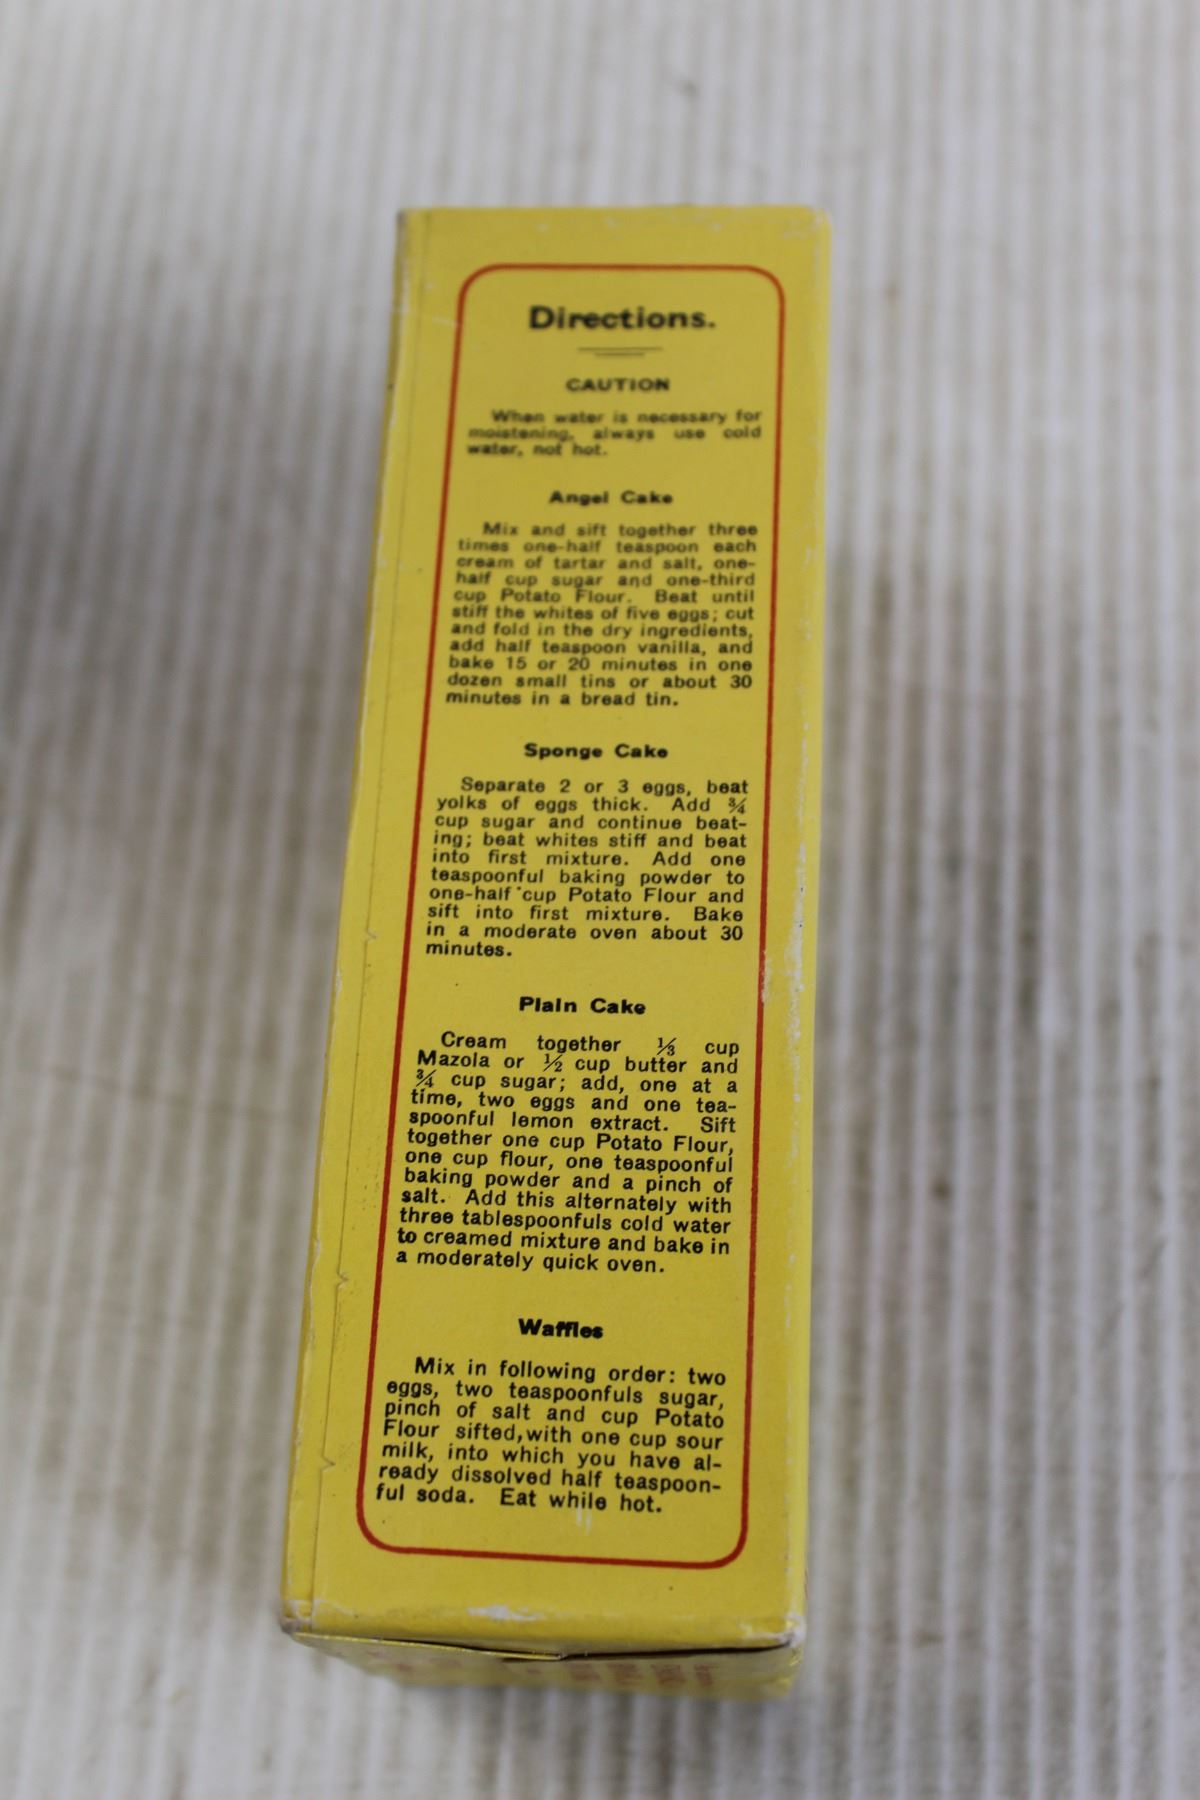 Directions.
CAUTION
When water is necessary for
moistening, always use cold
water, not hot.
Angel Cake
Mix and sift together three
times one-half teaspoon each
cream of tartar and salt, one-
half cup sugar and one-third
cup Potato Flour. Beat until
stiff the whites of five eggs; cut
and fold in the dry ingredients,
add half teaspoon vanilla, and
bake 15 or 20 minutes in one
dozen small tins or about 30
minutes in a bread tin.
Sponge Cake
Separate 2 or 3 eggs, beat
yolks of eggs thick. Add ¾
cup sugar and continue beat-
ing; beat whites stiff and beat
into first mixture. Add one
teaspoonful baking powder to
one-half cup Potato Flour and
sift into first mixture. Bake
in a moderate oven about 30
minutes.
Plain Cake
Cream together ⅓ cup
Mazola or ½ cup butter and
¾ cup sugar; add, one at a
time, two eggs and one tea-
spoonful lemon extract. Sift
together one cup Potato Flour,
one cup flour, one teaspoonful
baking powder and a pinch of
salt. Add this alternately with
three tablespoonfuls cold water
to creamed mixture and bake in
a moderately quick oven.
Waffles
Mix in following order: two
eggs, two teaspoonfuls sugar,
pinch of salt and cup Potato
Flour sifted, with one cup sour
milk, into which you have al-
ready dissolved half teaspoon-
ful soda. Eat while hot.